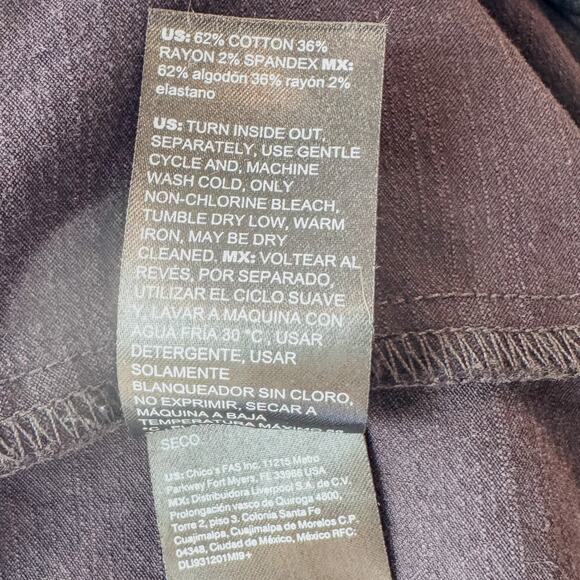 US: 62% COTTON 36%
RAYON 2% SPANDEX MX:
62% algodón 36% rayón 2%
elastano
US: TURN INSIDE OUT,
SEPARATELY, USE GENTLE
CYCLE AND, MACHINE
WASH COLD, ONLY
NON-CHLORINE BLEACH,
TUMBLE DRY LOW, WARM
IRON, MAY BE DRY
CLEANED. MX: VOLTEAR AL
REVÉS, POR SEPARADO,
UTILIZAR EL CICLO SUAVE
Y, LAVAR A MÁQUINA CON
AGUA FRÍA 30 °C, USAR
DETERGENTE, USAR
SOLAMENTE
BLANQUEADOR SIN CLORO,
NO EXPRIMIR, SECAR A
MÁQUINA A BAJA
TEMPERATURA
SECO
US: Chico's FAS Inc. 11215 Metro
Parkway Fort Myers, FE 33966 USA
MX: Distribuidora Liverpool S.A. de C.V.
Prolongación vasco de Quiroga 4800,
Torre 2, piso 3. Colonia Santa Fe
Cuajimalpa, Cuajimalpa de Morelos C.P.
04348, Ciudad de México, México RFC:
DLI931201MI9+